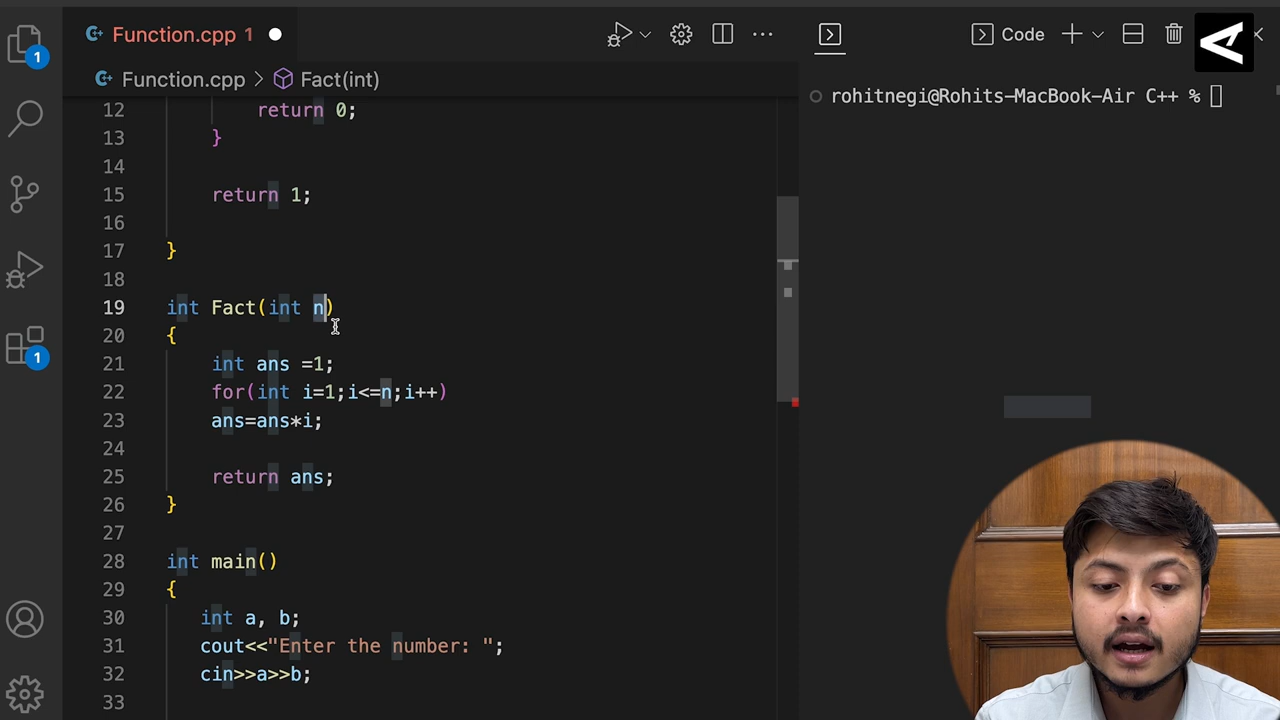 Function.cpp 1
Code
1
Function.cpp > Fact(int)
rohitnegi@Rohits-MacBook-Air C++ %
12 return 0;
13 }
14
15 return 1;
16
17 }
18
19 int Fact(int n)
20 {
21 int ans =1;
22 for(int i=1;i<=n;i++)
23 ans=ans*i;
24
25 return ans;
26 }
27
28 int main()
29 {
30 int a, b;
31 cout<<"Enter the number: ";
32 cin>>a>>b;
33
1